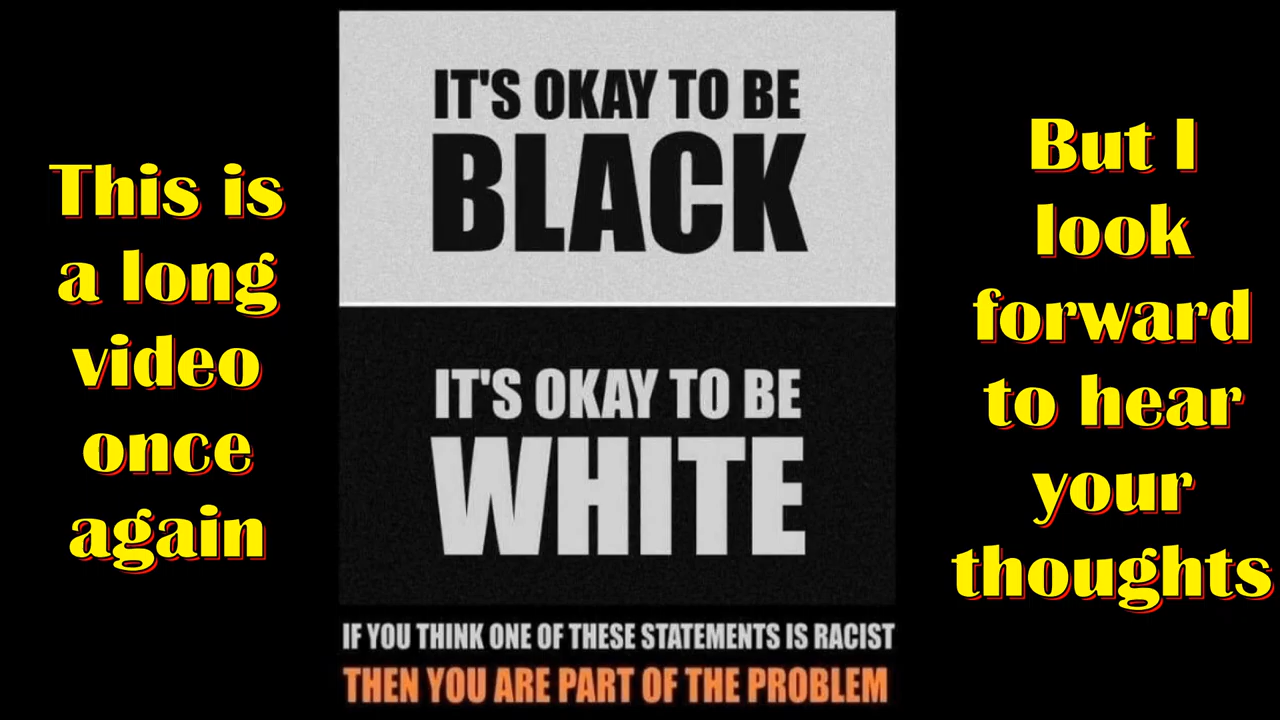 This is
a long
video
once
again
IT'S OKAY TO BE
BLACK
IT'S OKAY TO BE
WHITE
IF YOU THINK ONE OF THESE STATEMENTS IS RACIST
THEN YOU ARE PART OF THE PROBLEM
But I
look
forward
to hear
your
thoughts